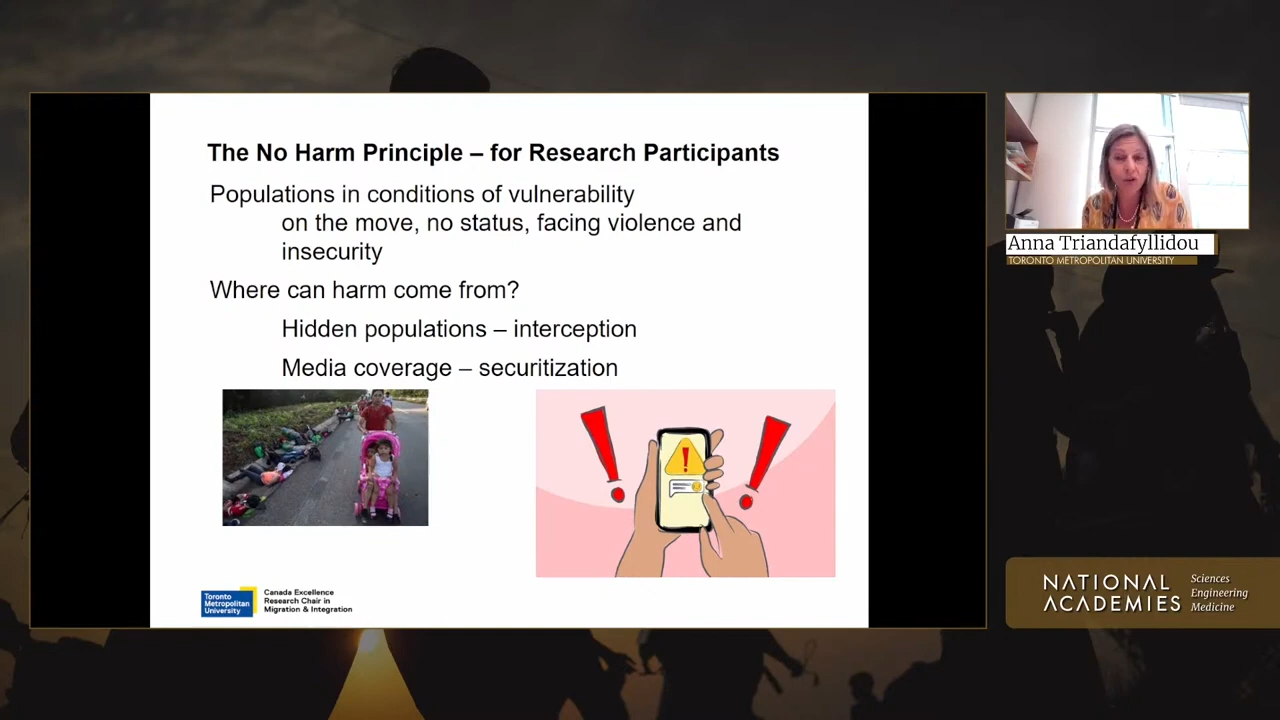 The No Harm Principle – for Research Participants
Populations in conditions of vulnerability
on the move, no status, facing violence and
insecurity
Where can harm come from?
Hidden populations – interception
Media coverage – securitization
Toronto
Metropolitan
University
Canada Excellence
Research Chair in
Migration & Integration
Anna Triandafyllidou
TORONTO METROPOLITAN UNIVERSITY
NATIONAL
ACADEMIES
Sciences
Engineering
Medicine